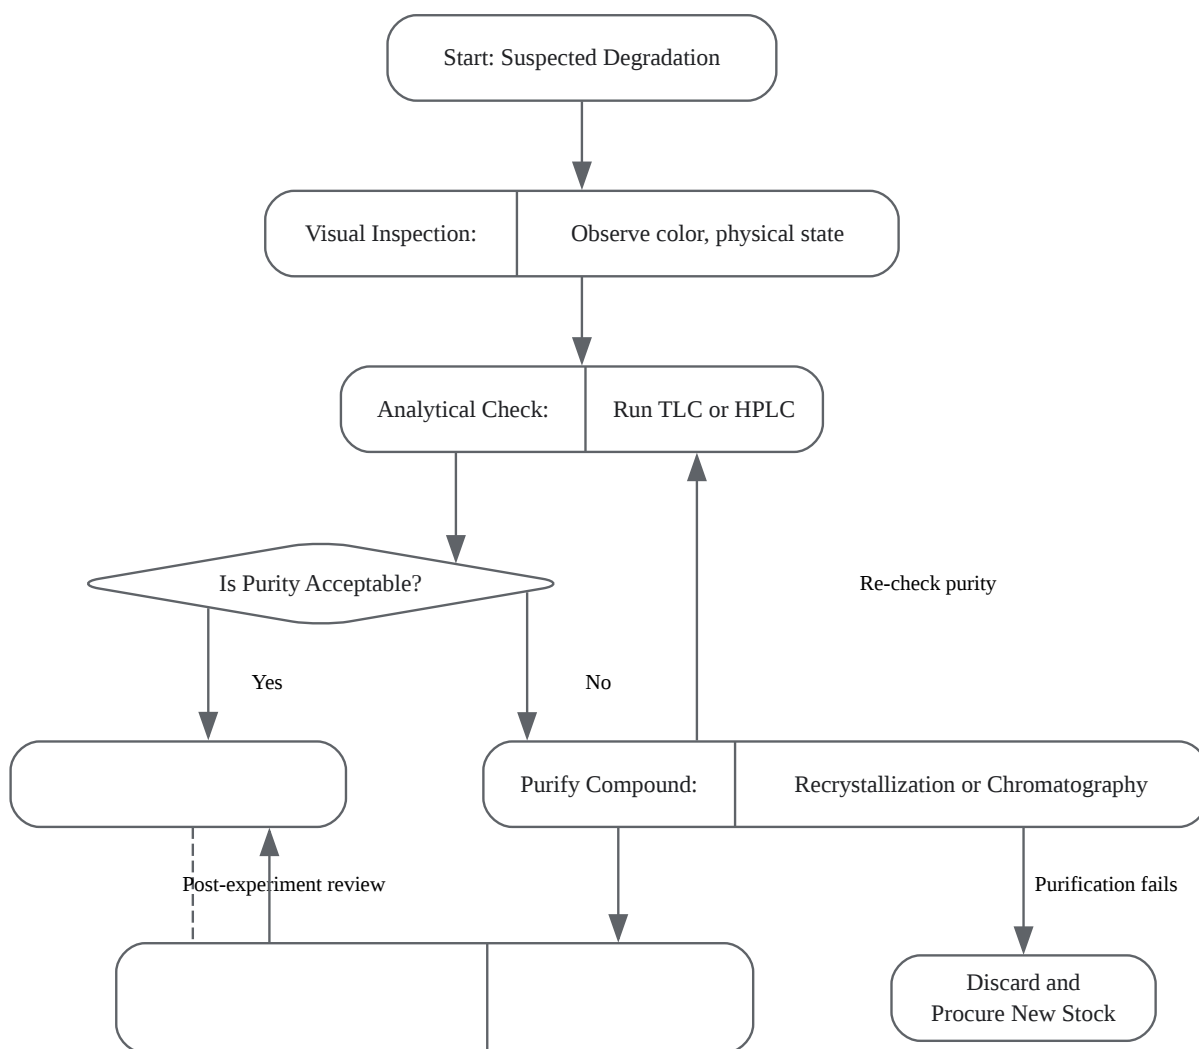 Start: Suspected Degradation
Visual Inspection:
Observe color, physical state
Analytical Check:
Run TLC or HPLC
Is Purity Acceptable?
Re-check purity
Yes
No
Purify Compound:
Recrystallization or Chromatography
Post-experiment review
Purification fails
Discard and
Procure New Stock